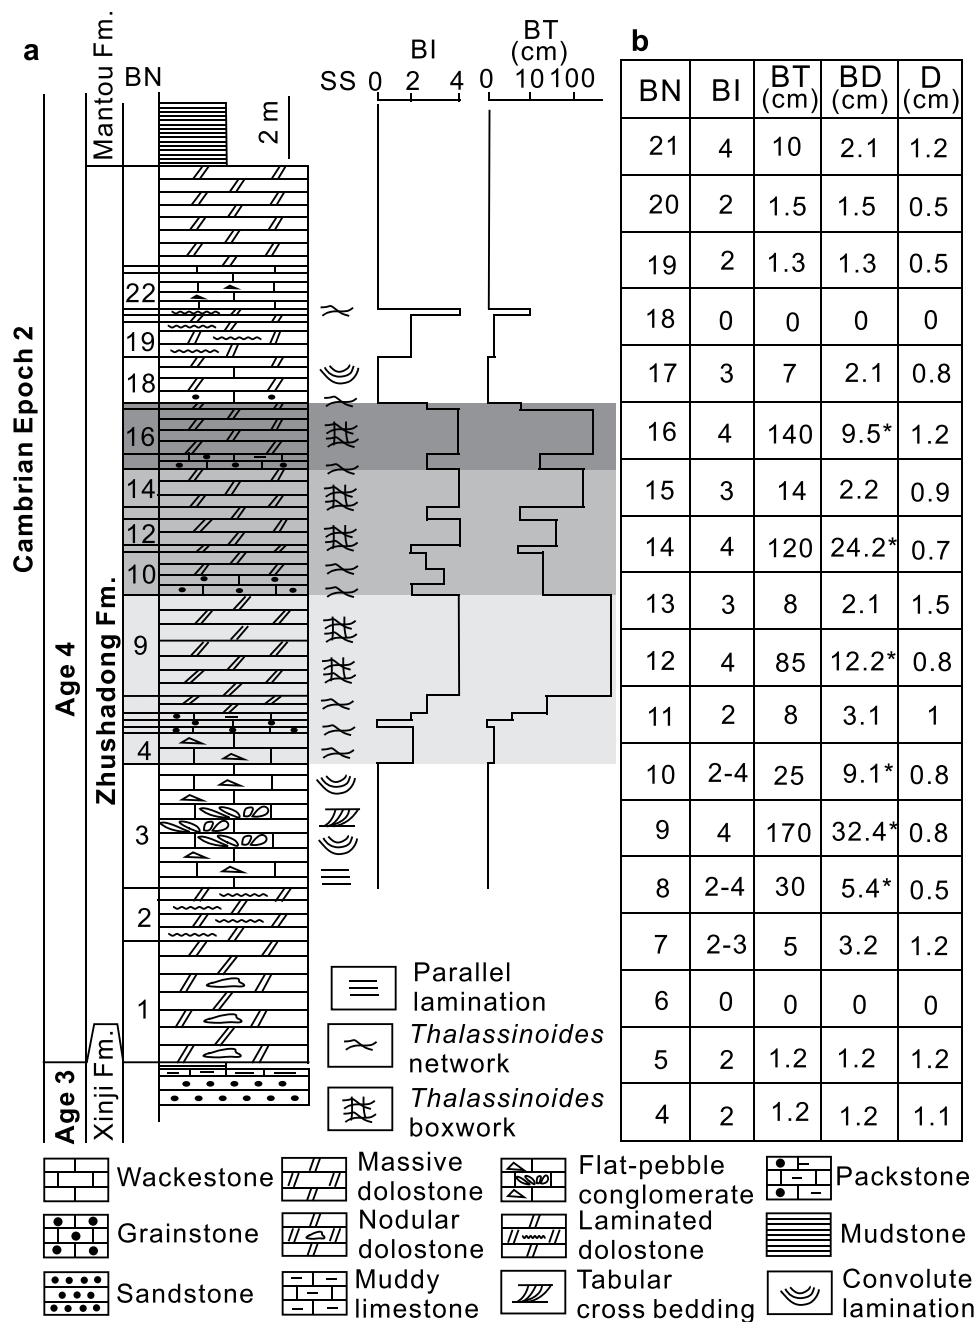 a
Mantou Fm.
BN
SS
BI
0 2 4
BT
(cm)
0 10 100
2 m
Cambrian Epoch 2
Age 4
Age 3
Zhushadong Fm.
Xinji Fm.
22
19
18
16
14
12
10
9
4
3
2
1
Parallel
lamination
Thalassinoides
network
Thalassinoides
boxwork
b
BN BI BT (cm) BD (cm) D (cm)
21 4 10 2.1 1.2
20 2 1.5 1.5 0.5
19 2 1.3 1.3 0.5
18 0 0 0 0
17 3 7 2.1 0.8
16 4 140 9.5* 1.2
15 3 14 2.2 0.9
14 4 120 24.2* 0.7
13 3 8 2.1 1.5
12 4 85 12.2* 0.8
11 2 8 3.1 1
10 2-4 25 9.1* 0.8
9 4 170 32.4* 0.8
8 2-4 30 5.4* 0.5
7 2-3 5 3.2 1.2
6 0 0 0 0
5 2 1.2 1.2 1.2
4 2 1.2 1.2 1.1
Wackestone
Massive
dolostone
Flat-pebble
conglomerate
Packstone
Grainstone
Nodular
dolostone
Laminated
dolostone
Mudstone
Sandstone
Muddy
limestone
Tabular
cross bedding
Convolute
lamination